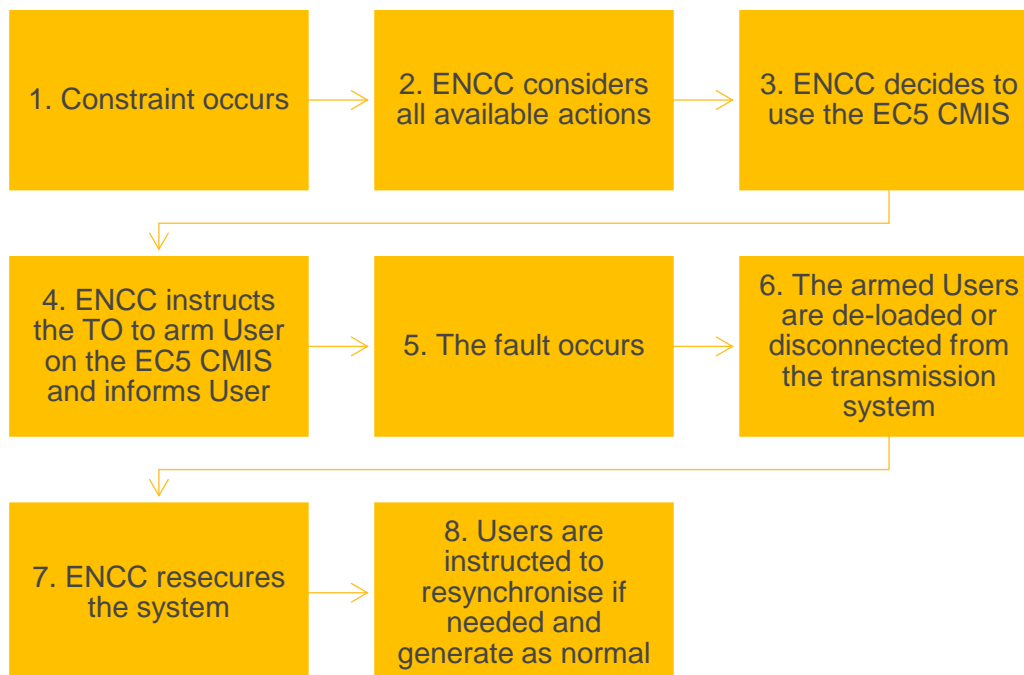 1. Constraint occurs
2. ENCC considers
all available actions
3. ENCC decides to
use the EC5 CMIS
4. ENCC instructs
the TO to arm User
on the EC5 CMIS
and informs User
5. The fault occurs
6. The armed Users
are de-loaded or
disconnected from
the transmission
system
7. ENCC resecures
the system
8. Users are
instructed to
resynchronise if
needed and
generate as normal